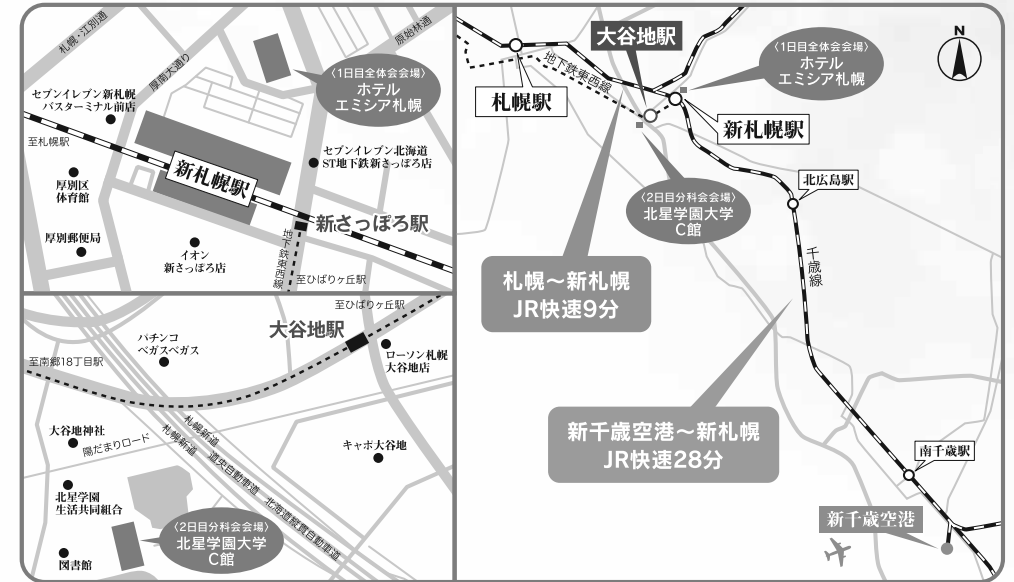 札幌・江別通
厚南大通り
原始林通
〈1日目全体会会場〉
ホテル
エミシア札幌
セブンイレブン新札幌
バスターミナル前店
至札幌駅
セブンイレブン北海道
ST地下鉄新さっぽろ店
新札幌駅
厚別区
体育館
新さっぽろ駅
厚別郵便局
イオン
新さっぽろ店
地下鉄東西線
至ひばりヶ丘駅
至ひばりヶ丘駅
大谷地駅
パチンコ
ベガスベガス
至南郷18丁目駅
ローソン札幌
大谷地店
大谷地神社
陽だまりロード
札幌新道
札幌新道
道央自動車道
北海道縦貫自動車道
キャポ大谷地
北星学園
生活共同組合
〈2日目分科会会場〉
北星学園大学
C館
図書館
大谷地駅
〈1日目全体会会場〉
ホテル
エミシア札幌
N
地下鉄東西線
札幌駅
新札幌駅
北広島駅
〈2日目分科会会場〉
北星学園大学
C館
千歳線
札幌～新札幌
JR快速9分
新千歳空港～新札幌
JR快速28分
南千歳駅
新千歳空港